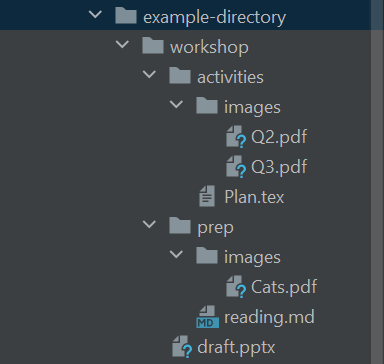 example-directory
workshop
activities
images
Q2.pdf
Q3.pdf
Plan.tex
prep
images
Cats.pdf
MD reading.md
draft.pptx